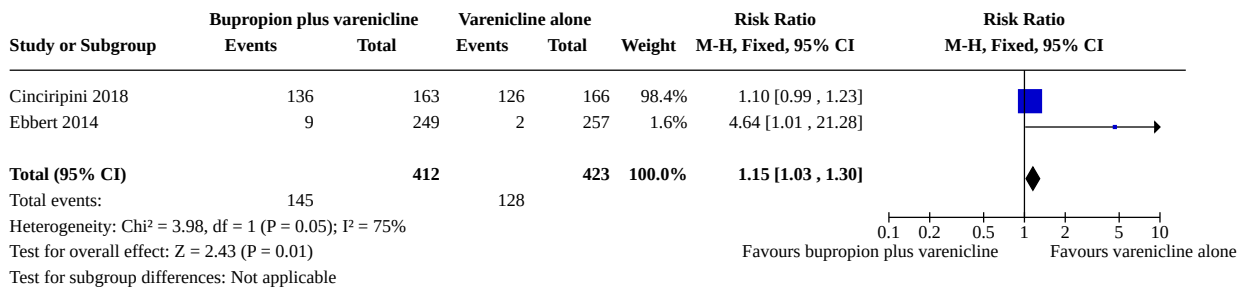 Bupropion plus varenicline Varenicline alone Risk Ratio Risk Ratio
Study or Subgroup Events Total Events Total Weight M-H, Fixed, 95% CI M-H, Fixed, 95% CI
Cinciripini 2018 136 163 126 166 98.4% 1.10 [0.99 , 1.23]
Ebbert 2014 9 249 2 257 1.6% 4.64 [1.01 , 21.28]
Total (95% CI) 412 423 100.0% 1.15 [1.03 , 1.30]
Total events: 145 128
Heterogeneity: Chi² = 3.98, df = 1 (P = 0.05); I² = 75%
0.1 0.2 0.5 1 2 5 10
Test for overall effect: Z = 2.43 (P = 0.01) Favours bupropion plus varenicline Favours varenicline alone
Test for subgroup differences: Not applicable